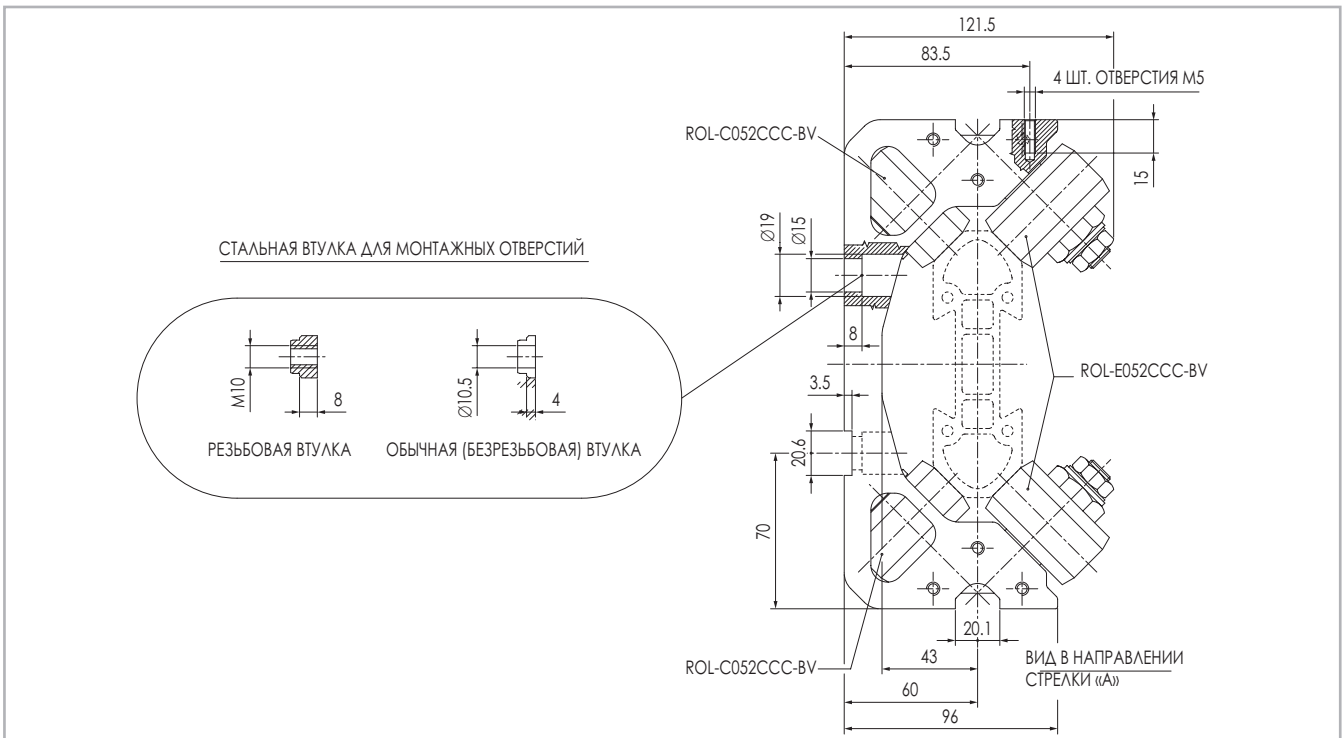 121.5
83.5
4 ШТ. ОТВЕРСТИЯ М5
ROL-C052CCC-BV
15
Ø19
Ø15
СТАЛЬНАЯ ВТУЛКА ДЛЯ МОНТАЖНЫХ ОТВЕРСТИЙ
8
ROL-E052CCC-BV
3.5
M10
8
Ø10.5
4
РЕЗЬБОВАЯ ВТУЛКА
ОБЫЧНАЯ (БЕЗРЕЗЬБОВАЯ) ВТУЛКА
20.6
70
20.1
ROL-C052CCC-BV
43
ВИД В НАПРАВЛЕНИИ
СТРЕЛКИ «А»
60
96